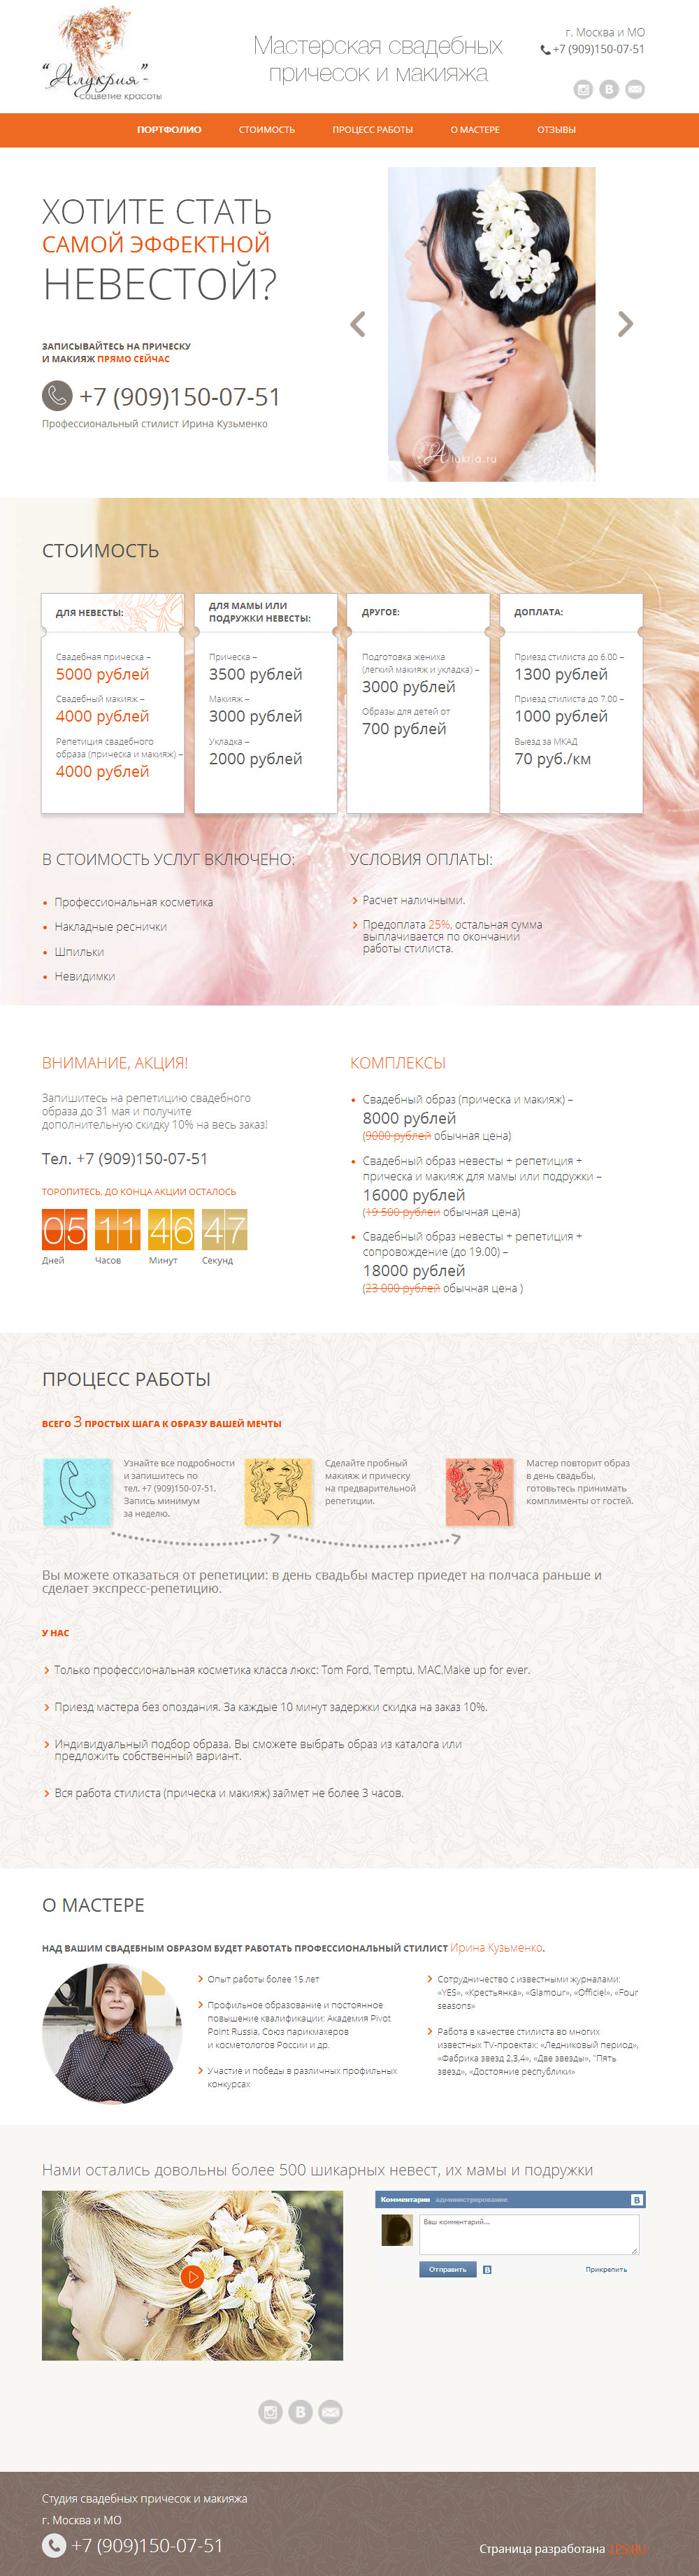 "Алукрия"
соцветие красоты
Мастерская свадебных
причесок и макияжа
г. Москва и МО
+7 (909)150-07-51
ПОРТФОЛИО
СТОИМОСТЬ
ПРОЦЕСС РАБОТЫ
О МАСТЕРЕ
ОТЗЫВЫ
ХОТИТЕ СТАТЬ
САМОЙ ЭФФЕКТНОЙ
НЕВЕСТОЙ?
ЗАПИСЫВАЙТЕСЬ НА ПРИЧЕСКУ
И МАКИЯЖ ПРЯМО СЕЙЧАС
+7 (909)150-07-51
Профессиональный стилист Ирина Кузьменко
Alukria.ru
СТОИМОСТЬ
ДЛЯ НЕВЕСТЫ:
Свадебная прическа –
5000 рублей
Свадебный макияж –
4000 рублей
Репетиция свадебного
образа (прическа и макияж) –
4000 рублей
ДЛЯ МАМЫ ИЛИ
ПОДРУЖКИ НЕВЕСТЫ:
Прическа –
3500 рублей
Макияж –
3000 рублей
Укладка –
2000 рублей
ДРУГОЕ:
Подготовка жениха
(легкий макияж и укладка) –
3000 рублей
Образы для детей от
700 рублей
ДОПЛАТА:
Приезд стилиста до 6.00 –
1300 рублей
Приезд стилиста до 7.00 –
1000 рублей
Выезд за МКАД
70 руб./км
В СТОИМОСТЬ УСЛУГ ВКЛЮЧЕНО:
Профессиональная косметика
Накладные реснички
Шпильки
Невидимки
УСЛОВИЯ ОПЛАТЫ:
Расчет наличными.
Предоплата 25%, остальная сумма
выплачивается по окончании
работы стилиста.
ВНИМАНИЕ, АКЦИЯ!
Запишитесь на репетицию свадебного
образа до 31 мая и получите
дополнительную скидку 10% на весь заказ!
Тел. +7 (909)150-07-51
ТОРОПИТЕСЬ, ДО КОНЦА АКЦИИ ОСТАЛОСЬ
05 11 46 47
Дней Часов Минут Секунд
КОМПЛЕКСЫ
Свадебный образ (прическа и макияж) –
8000 рублей
(9000 рублей обычная цена)
Свадебный образ невесты + репетиция +
прическа и макияж для мамы или подружки –
16000 рублей
(19 500 рублей обычная цена)
Свадебный образ невесты + репетиция +
сопровождение (до 19.00) –
18000 рублей
(23 000 рублей обычная цена )
ПРОЦЕСС РАБОТЫ
ВСЕГО 3 ПРОСТЫХ ШАГА К ОБРАЗУ ВАШЕЙ МЕЧТЫ
Узнайте все подробности
и запишитесь по
тел. +7 (909)150-07-51.
Запись минимум
за неделю.
Сделайте пробный
макияж и прическу
на предварительной
репетиции.
Мастер повторит образ
в день свадьбы,
готовьтесь принимать
комплименты от гостей.
Вы можете отказаться от репетиции: в день свадьбы мастер приедет на полчаса раньше и
сделает экспресс-репетицию.
У НАС
Только профессиональная косметика класса люкс: Tom Ford, Temptu, MAC,Make up for ever.
Приезд мастера без опоздания. За каждые 10 минут задержки скидка на заказ 10%.
Индивидуальный подбор образа. Вы сможете выбрать образ из каталога или
предложить собственный вариант.
Вся работа стилиста (прическа и макияж) займет не более 3 часов.
О МАСТЕРЕ
НАД ВАШИМ СВАДЕБНЫМ ОБРАЗОМ БУДЕТ РАБОТАТЬ ПРОФЕССИОНАЛЬНЫЙ СТИЛИСТ Ирина Кузьменко.
Опыт работы более 15 лет
Профильное образование и постоянное
повышение квалификации: Академия Pivot
Point Russia, Союз парикмахеров
и косметологов России и др.
Участие и победы в различных профильных
конкурсах
Сотрудничество с известными журналами:
«YES», «Крестьянка», «Glamour», «Officiel», «Four
seasons»
Работа в качестве стилиста во многих
известных TV-проектах: «Ледниковый период»,
«Фабрика звезд 2,3,4», «Две звезды», "Пять
звезд», «Достояние республики»
Нами остались довольны более 500 шикарных невест, их мамы и подружки
Комментарии администрирование
В
Ваш комментарий...
Отправить
В
Прикрепить
В
Студия свадебных причесок и макияжа
г. Москва и МО
+7 (909)150-07-51
Страница разработана